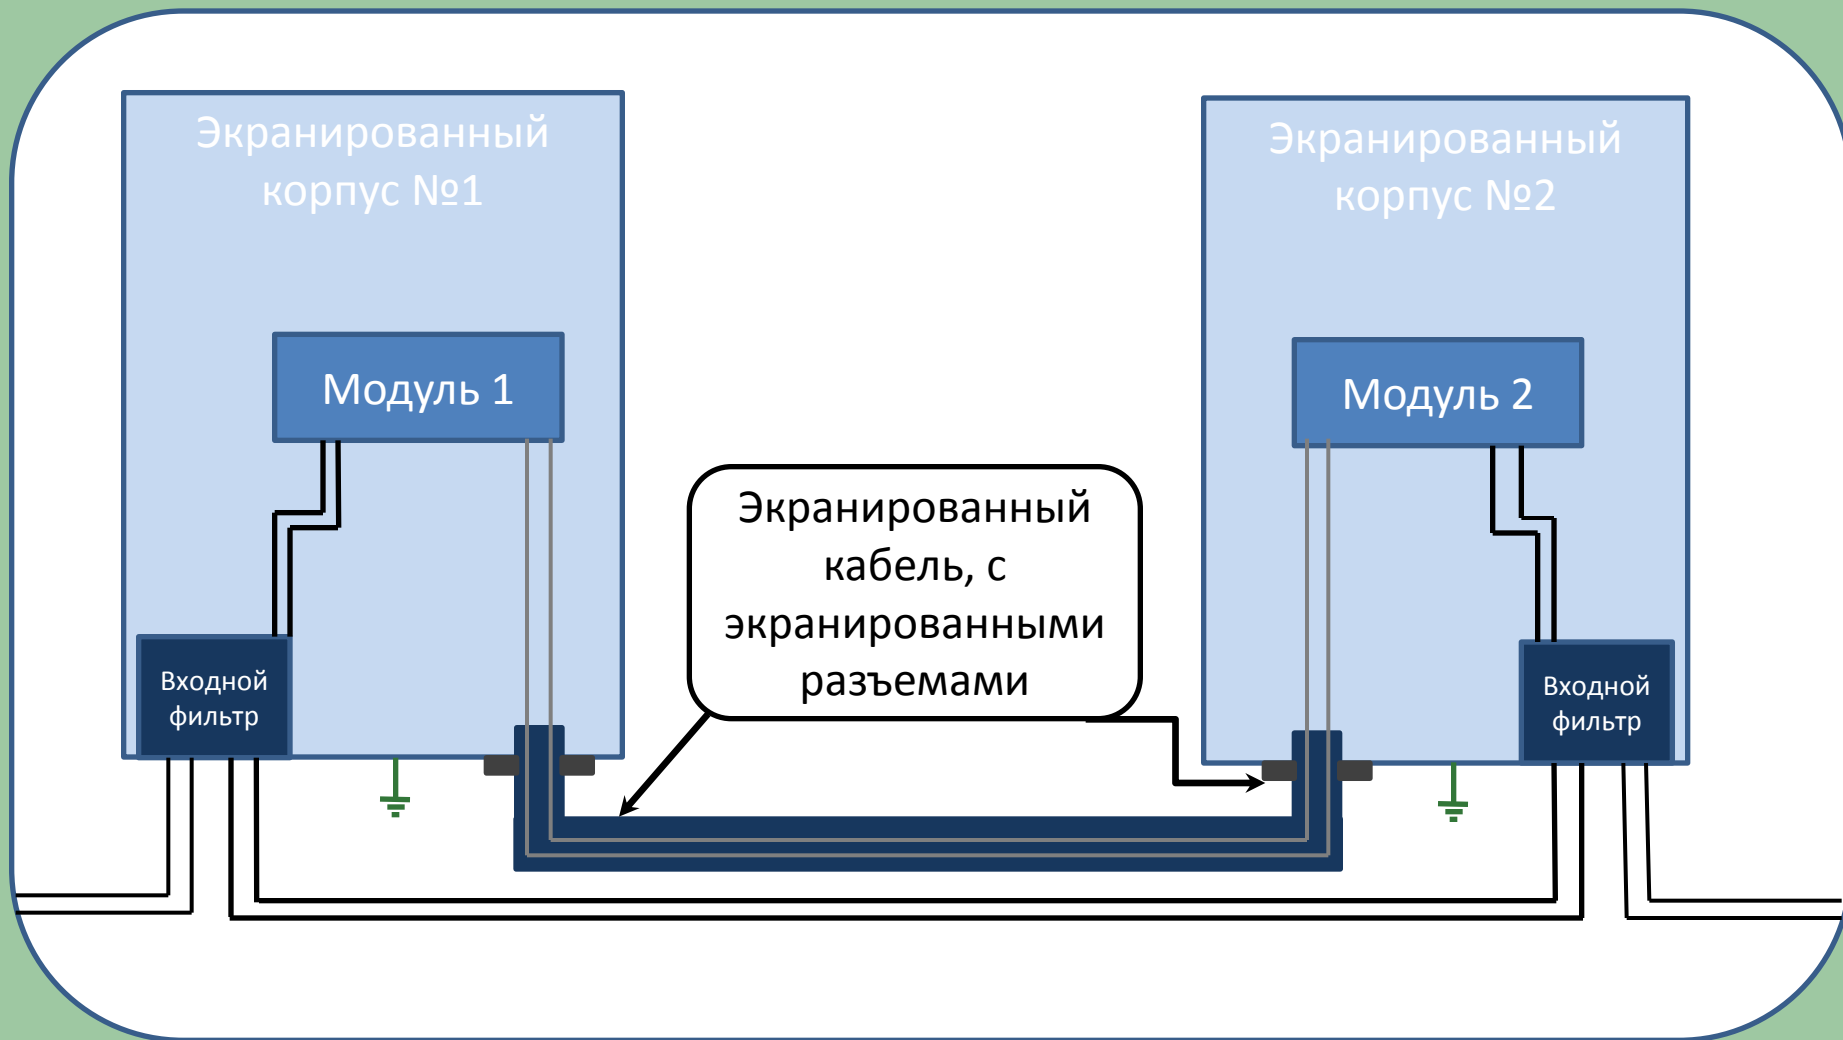 Экранированный
корпус №1
Экранированный
корпус №2
Модуль 1
Модуль 2
Экранированный
кабель, с
экранированными
разъемами
Входной
фильтр
Входной
фильтр